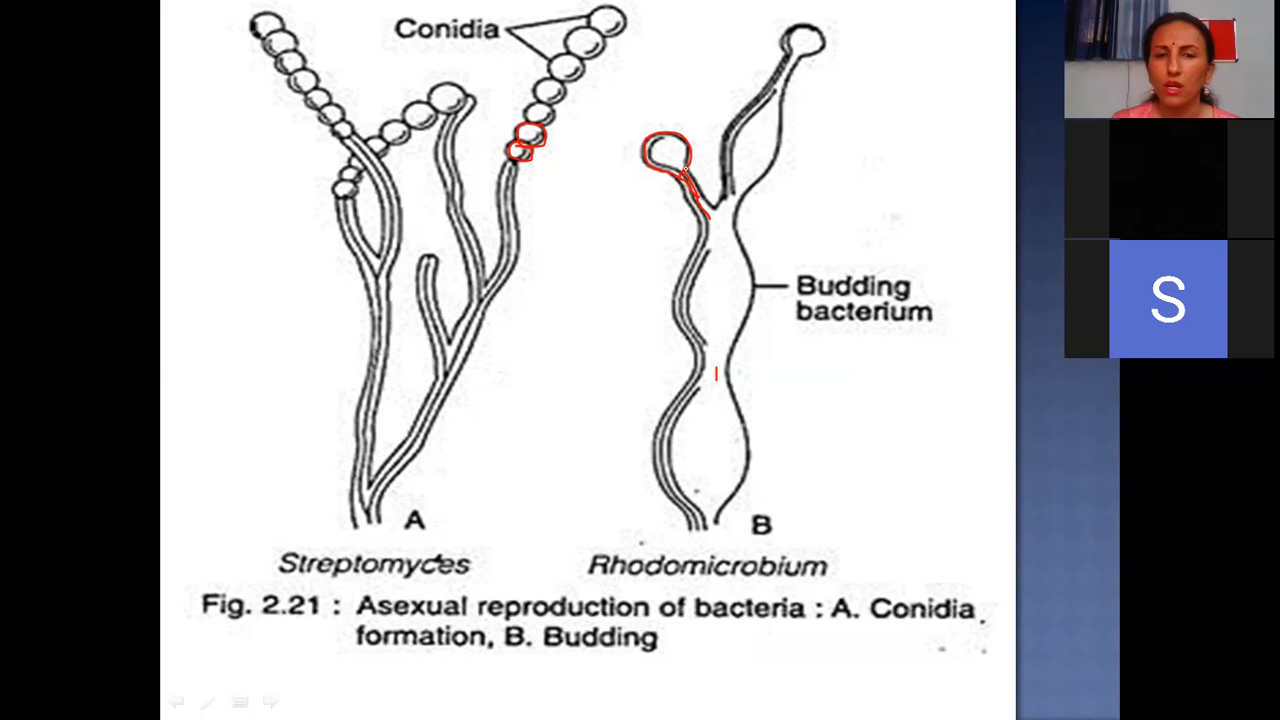 Conidia
Budding
bacterium
A
B
Streptomyces
Rhodomicrobium
Fig. 2.21 : Asexual reproduction of bacteria : A. Conidia
formation, B. Budding
S